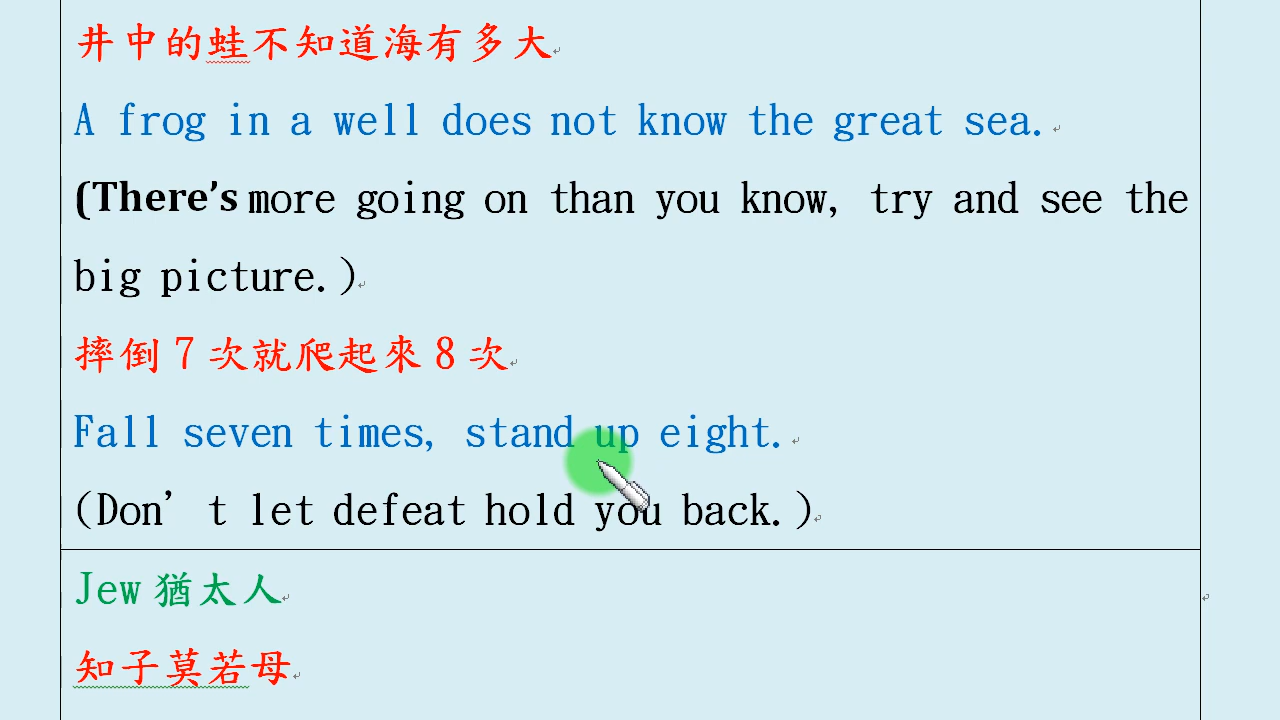 井中的蛙不知道海有多大
A frog in a well does not know the great sea.
(There's more going on than you know, try and see the
big picture.)
摔倒7次就爬起來8次
Fall seven times, stand up eight.
(Don't let defeat hold you back.)
Jew猶太人
知子莫若母